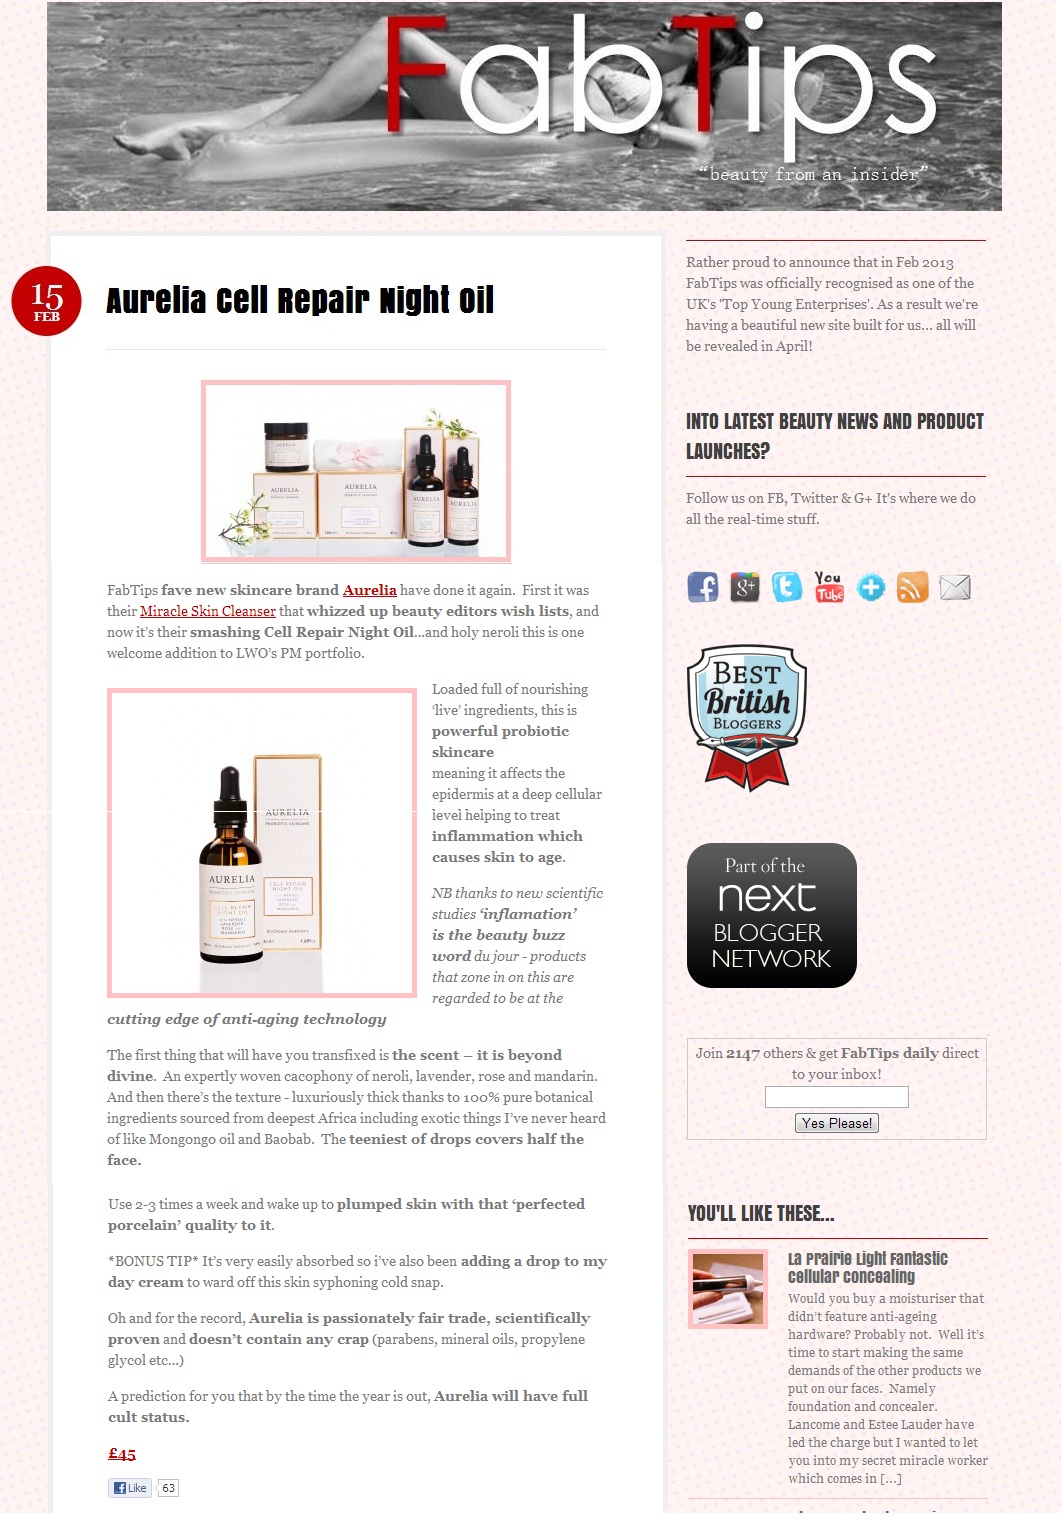 FabTips
“beauty from an insider”
15
FEB
Aurelia Cell Repair Night Oil
AURELIA
AURELIA
AURELIA
AURELIA
FabTips fave new skincare brand Aurelia have done it again. First it was
their Miracle Skin Cleanser that whizzed up beauty editors wish lists, and
now it’s their smashing Cell Repair Night Oil...and holy neroli this is one
welcome addition to LWO’s PM portfolio.
Loaded full of nourishing
‘live’ ingredients, this is
powerful probiotic
skincare
meaning it affects the
epidermis at a deep cellular
level helping to treat
inflammation which
causes skin to age.
NB thanks to new scientific
studies ‘inflamation’
is the beauty buzz
word du jour - products
that zone in on this are
regarded to be at the
cutting edge of anti-aging technology
AURELIA
PROBIOTIC SKINCARE
AURELIA
PROBIOTIC SKINCARE
CELL REPAIR
NIGHT OIL
WITH NEROLI,
LAVENDER,
ROSE AND
MANDARIN
CELL REPAIR
NIGHT OIL
The first thing that will have you transfixed is the scent – it is beyond
divine. An expertly woven cacophony of neroli, lavender, rose and mandarin.
And then there’s the texture - luxuriously thick thanks to 100% pure botanical
ingredients sourced from deepest Africa including exotic things I’ve never heard
of like Mongongo oil and Baobab. The teeniest of drops covers half the
face.
Use 2-3 times a week and wake up to plumped skin with that ‘perfected
porcelain’ quality to it.
*BONUS TIP* It’s very easily absorbed so i’ve also been adding a drop to my
day cream to ward off this skin syphoning cold snap.
Oh and for the record, Aurelia is passionately fair trade, scientifically
proven and doesn’t contain any crap (parabens, mineral oils, propylene
glycol etc...)
A prediction for you that by the time the year is out, Aurelia will have full
cult status.
£45
Like 63
Rather proud to announce that in Feb 2013
FabTips was officially recognised as one of the
UK's 'Top Young Enterprises'. As a result we're
having a beautiful new site built for us... all will
be revealed in April!
INTO LATEST BEAUTY NEWS AND PRODUCT
LAUNCHES?
Follow us on FB, Twitter & G+ It's where we do
all the real-time stuff.
f g+ t You Tube
BEST
British
BLOGGERS
Part of the
next
BLOGGER
NETWORK
Join 2147 others & get FabTips daily direct
to your inbox!
Yes Please!
YOU'LL LIKE THESE...
La Prairie Light Fantastic
cellular concealing
Would you buy a moisturiser that
didn’t feature anti-ageing
hardware? Probably not. Well it’s
time to start making the same
demands of the other products we
put on our faces. Namely
foundation and concealer.
Lancome and Estee Lauder have
led the charge but I wanted to let
you into my secret miracle worker
which comes in [...]